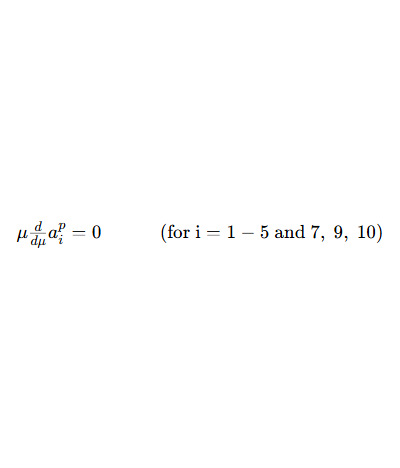 μ d/dμ a_i^p = 0 (for i = 1 − 5 and 7, 9, 10)